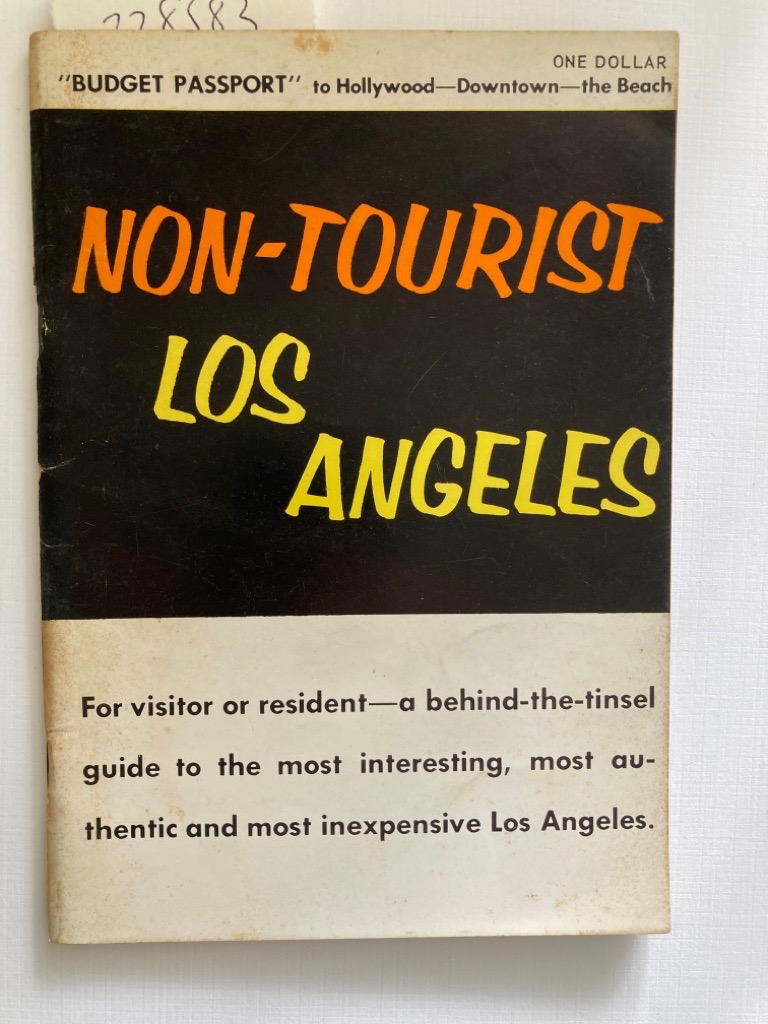 ONE DOLLAR
"BUDGET PASSPORT" to Hollywood—Downtown—the Beach
NON-TOURIST
LOS
ANGELES
For visitor or resident—a behind-the-tinsel
guide to the most interesting, most au-
thentic and most inexpensive Los Angeles.